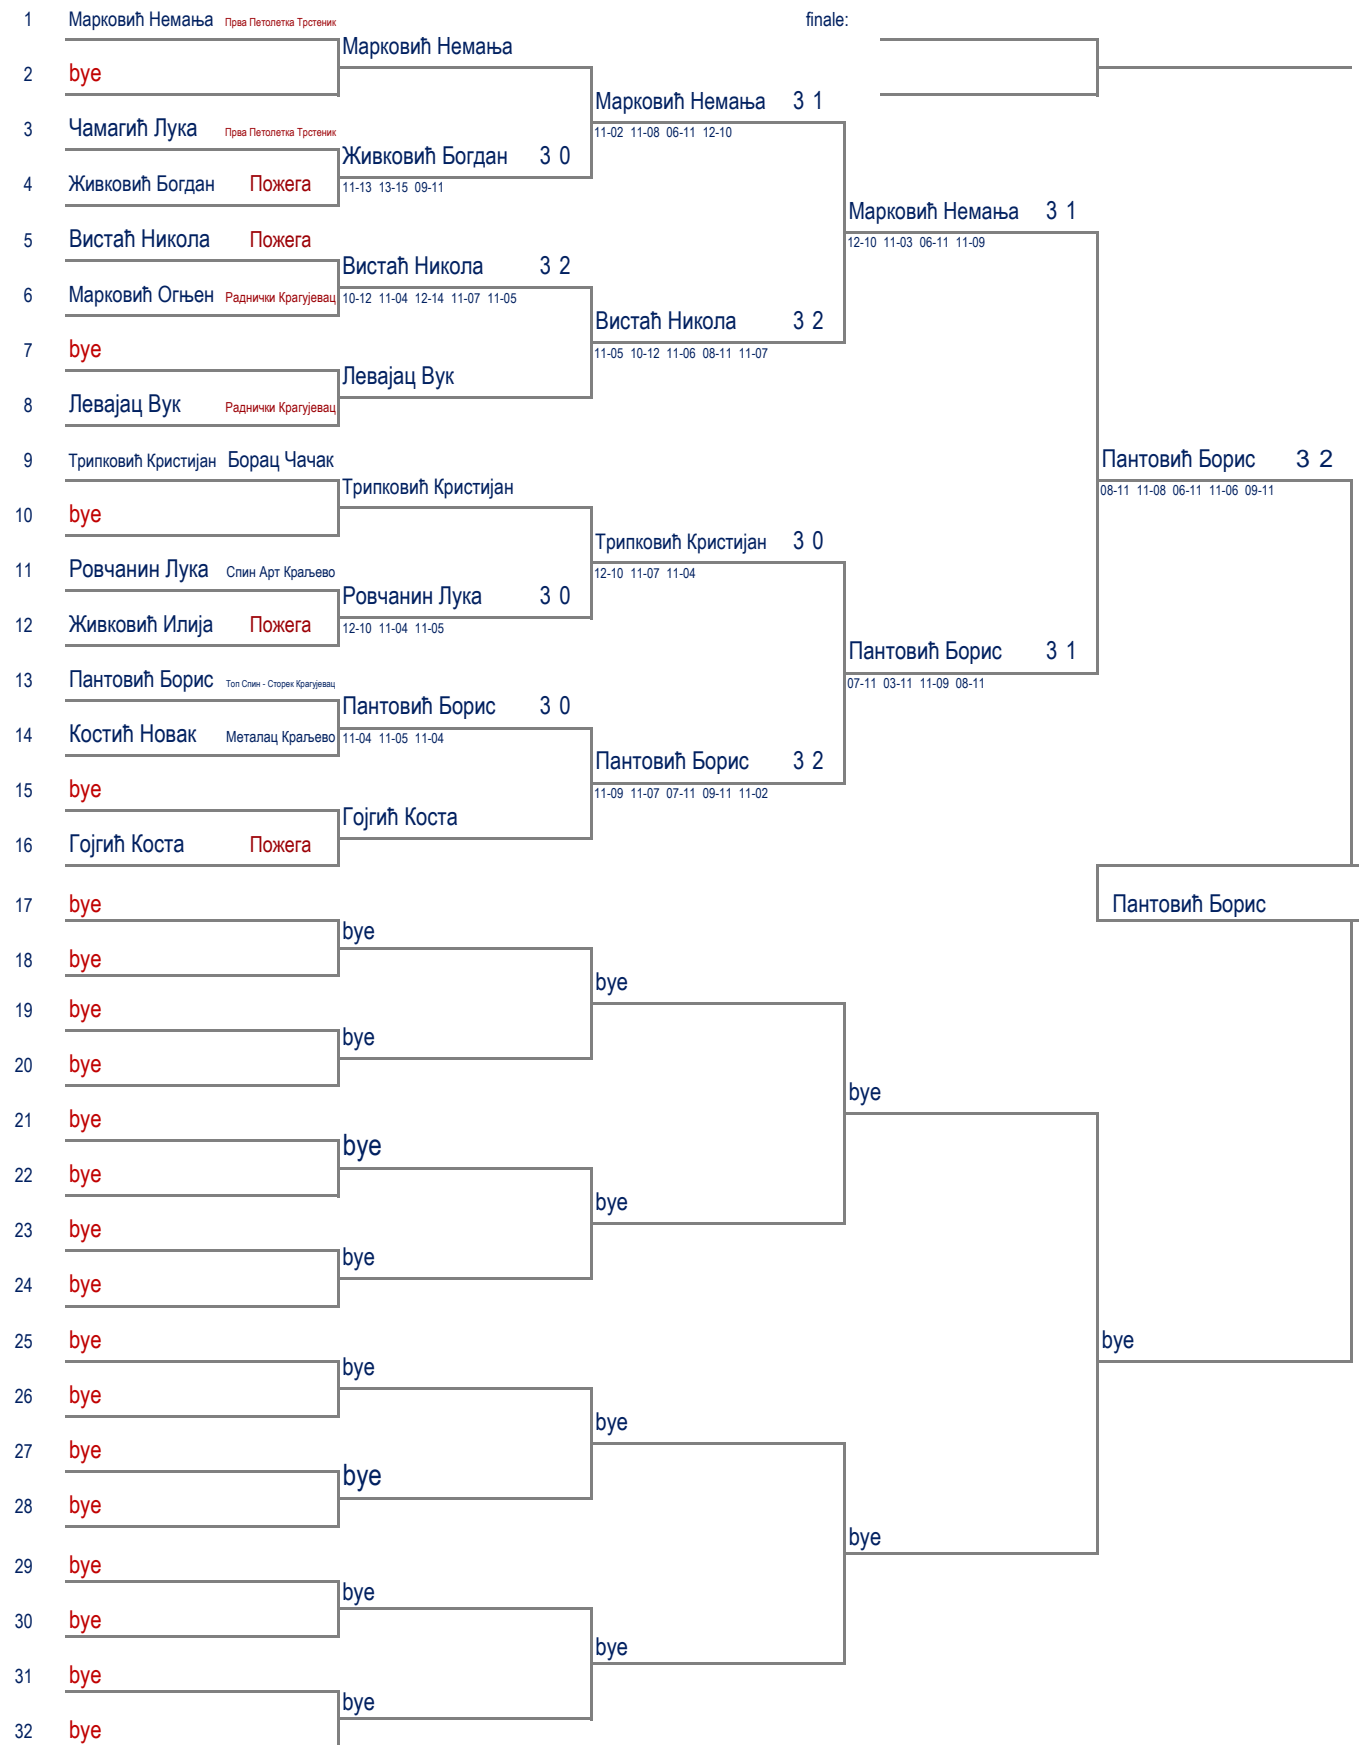 1 Марковић Немања Прва Петолетка Трстеник finale:
Марковић Немања
2 bye
Марковић Немања 3 1
3 Чамагић Лука Прва Петолетка Трстеник
11-02 11-08 06-11 12-10
Живковић Богдан 3 0
4 Живковић Богдан Пожега
11-13 13-15 09-11
Марковић Немања 3 1
5 Вистаћ Никола Пожега
12-10 11-03 06-11 11-09
Вистаћ Никола 3 2
6 Марковић Огњен Раднички Крагујевац
10-12 11-04 12-14 11-07 11-05
Вистаћ Никола 3 2
7 bye
11-05 10-12 11-06 08-11 11-07
Левајац Вук
8 Левајац Вук Раднички Крагујевац
9 Трипковић Кристијан Борац Чачак
Пантовић Борис 3 2
Трипковић Кристијан
08-11 11-08 06-11 11-06 09-11
10 bye
Трипковић Кристијан 3 0
11 Ровчанин Лука Спин Арт Краљево
12-10 11-07 11-04
Ровчанин Лука 3 0
12 Живковић Илија Пожега
12-10 11-04 11-05
Пантовић Борис 3 1
13 Пантовић Борис Топ Спин - Сторек Крагујевац
07-11 03-11 11-09 08-11
Пантовић Борис 3 0
14 Костић Новак Металац Краљево
11-04 11-05 11-04
Пантовић Борис 3 2
15 bye
11-09 11-07 07-11 09-11 11-02
Гојгић Коста
16 Гојгић Коста Пожега
17 bye
Пантовић Борис
bye
18 bye
bye
19 bye
bye
20 bye
bye
21 bye
bye
22 bye
bye
23 bye
bye
24 bye
25 bye
bye
bye
26 bye
bye
27 bye
bye
28 bye
bye
29 bye
bye
30 bye
bye
31 bye
bye
32 bye